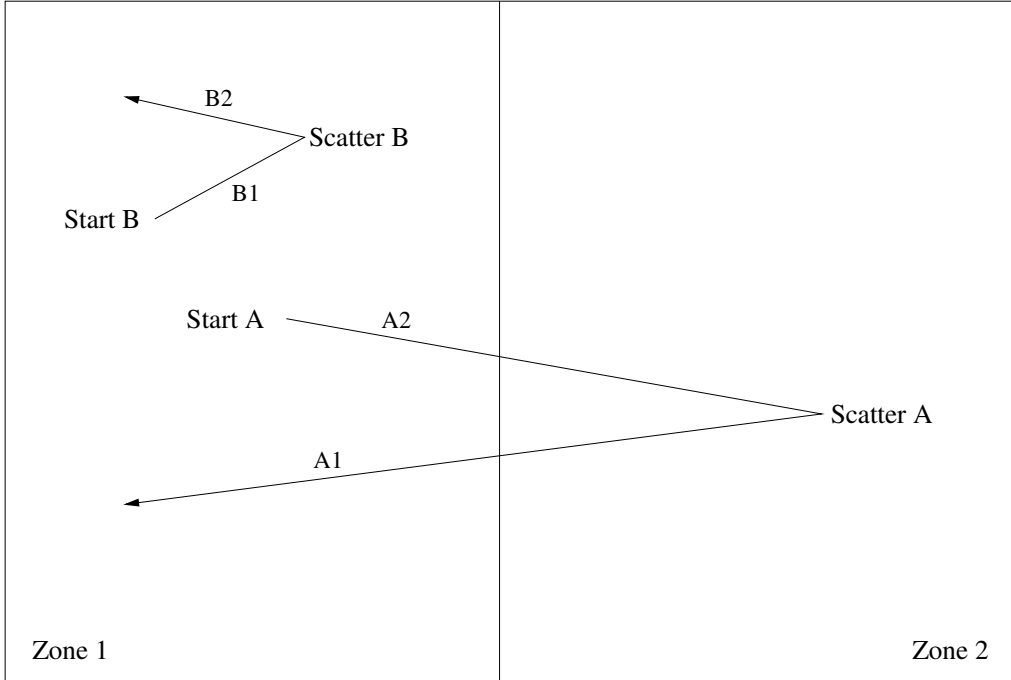 B2
Scatter B
B1
Start B
Start A
A2
Scatter A
A1
Zone 1
Zone 2